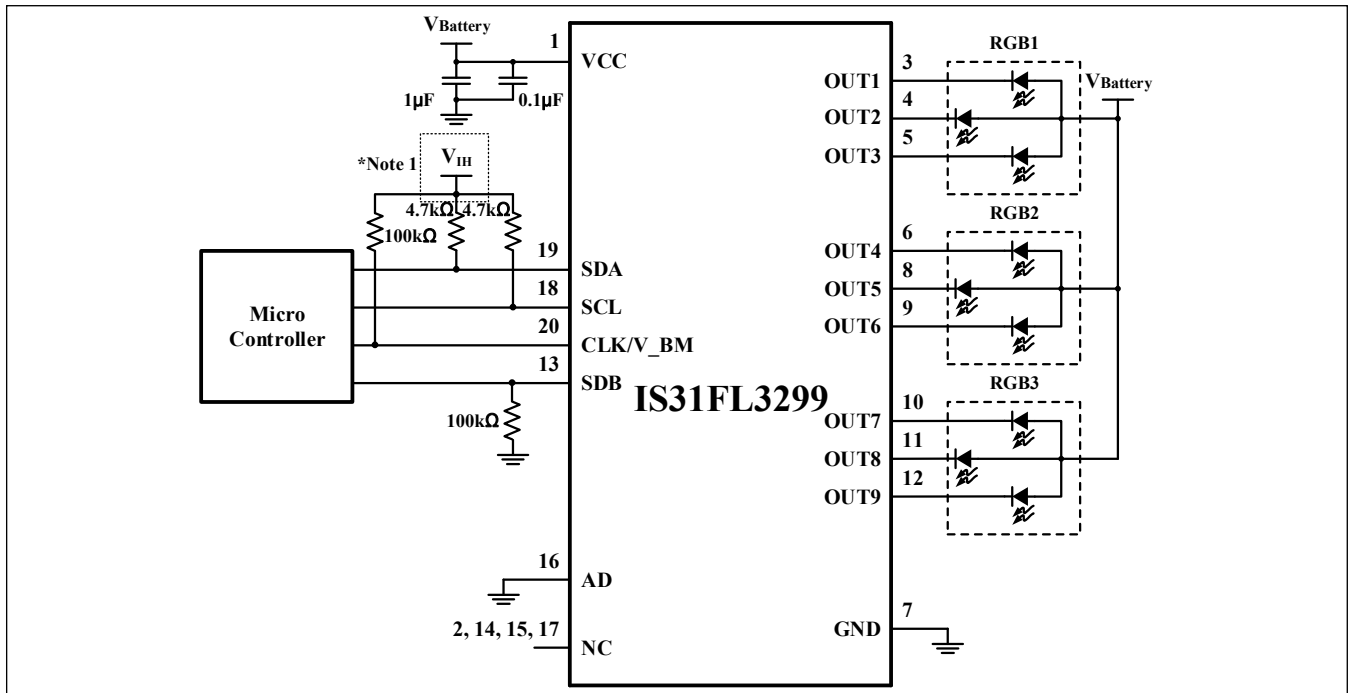 VBattery
1
VCC
1µF
0.1µF
*Note 1
VIH
4.7kΩ 4.7kΩ
100kΩ
Micro
Controller
19
SDA
18
SCL
20
CLK/V_BM
13
SDB
100kΩ
16
AD
2, 14, 15, 17
NC
IS31FL3299
RGB1
VBattery
3
OUT1
4
OUT2
5
OUT3
RGB2
6
OUT4
8
OUT5
9
OUT6
RGB3
10
OUT7
11
OUT8
12
OUT9
7
GND